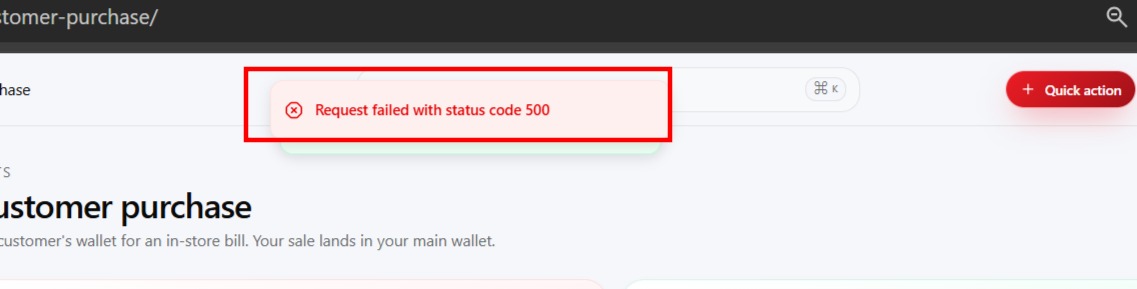 stomer-purchase/
hase
Request failed with status code 500
⌘ K
+ Quick action
TS
ustomer purchase
customer's wallet for an in-store bill. Your sale lands in your main wallet.